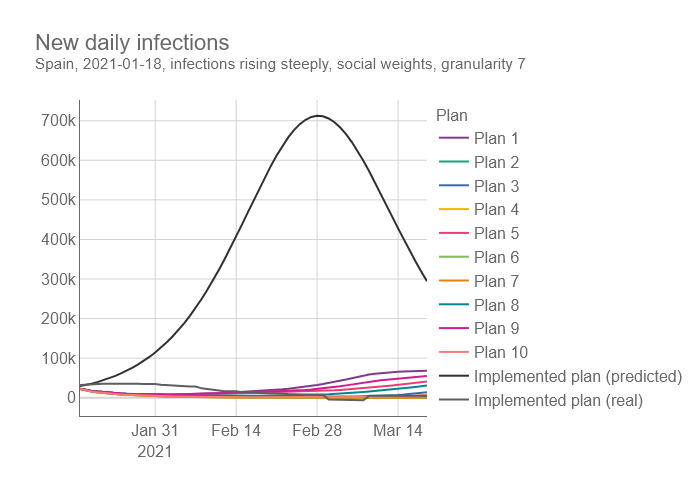 New daily infections
Spain, 2021-01-18, infections rising steeply, social weights, granularity 7
700k
600k
500k
400k
300k
200k
100k
0
Jan 31
2021
Feb 14
Feb 28
Mar 14
Plan
Plan 1
Plan 2
Plan 3
Plan 4
Plan 5
Plan 6
Plan 7
Plan 8
Plan 9
Plan 10
Implemented plan (predicted)
Implemented plan (real)